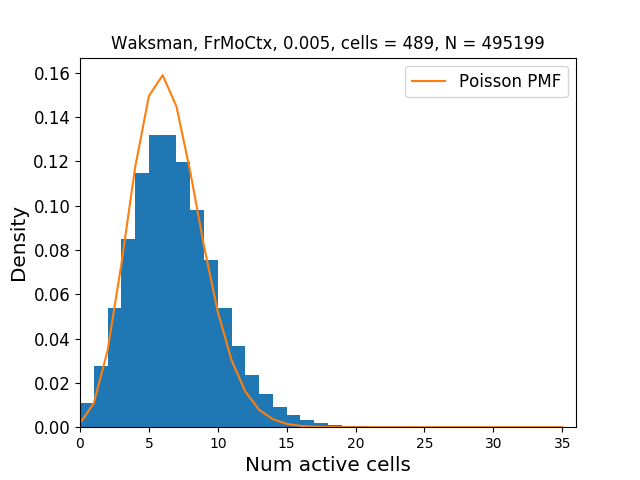 Waksman, FrMoCtx, 0.005, cells = 489, N = 495199
Poisson PMF
Density
0.16
0.14
0.12
0.10
0.08
0.06
0.04
0.02
0.00
0 5 10 15 20 25 30 35
Num active cells